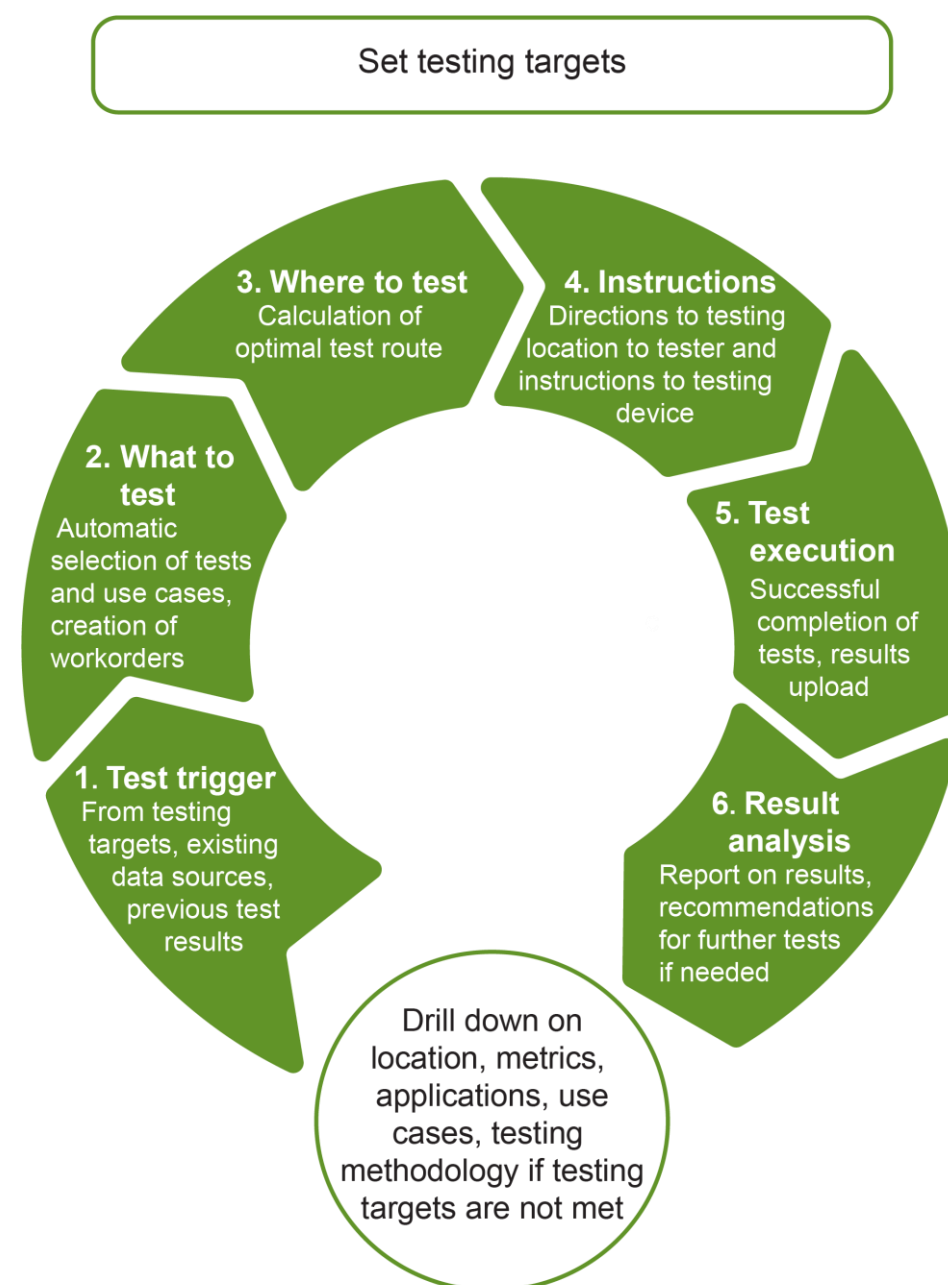 Set testing targets
1. Test trigger
From testing
targets, existing
data sources,
previous test
results
2. What to
test
Automatic
selection of tests
and use cases,
creation of
workorders
3. Where to test
Calculation of
optimal test route
4. Instructions
Directions to testing
location to tester and
instructions to testing
device
5. Test
execution
Successful
completion of
tests, results
upload
6. Result
analysis
Report on results,
recommendations
for further tests
if needed
Drill down on
location, metrics,
applications, use
cases, testing
methodology if testing
targets are not met